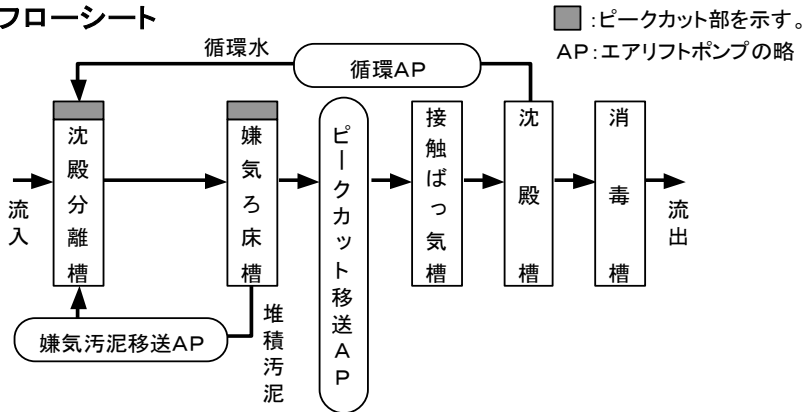 フローシート
:ピークカット部を示す。
AP:エアリフトポンプの略
循環水
循環AP
流入
沈殿分離槽
嫌気ろ床槽
ピークカット移送AP
接触ばっ気槽
沈殿槽
消毒槽
流出
嫌気汚泥移送AP
堆積汚泥